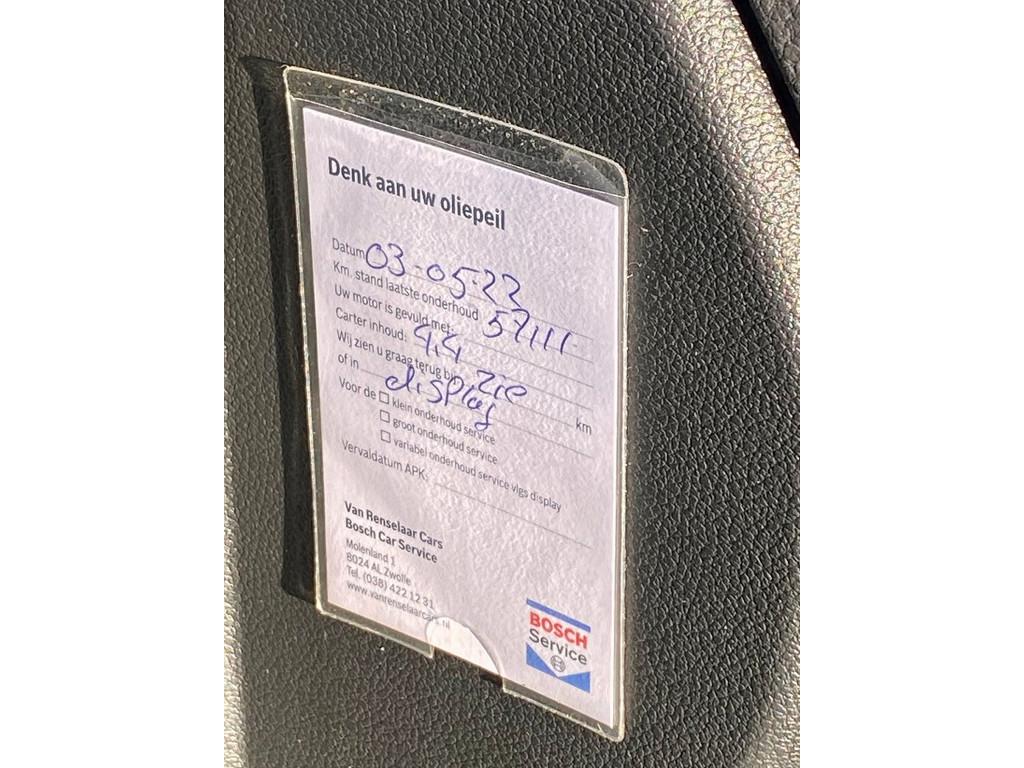 Denk aan uw oliepeil
Datum 03-05-22
Km. stand laatste onderhoud 57111
Uw motor is gevuld met:
Carter inhoud: 4,4
Wij zien u graag terug bij zie km
of in display
Voor de □ klein onderhoud service
□ groot onderhoud service
□ variabel onderhoud service vlgs display
Vervaldatum APK:
Van Renselaar Cars
Bosch Car Service
Molenland 1
8024 AL Zwolle
Tel. (038) 422 12 31
www.vanrenselaarcars.nl
BOSCH
Service